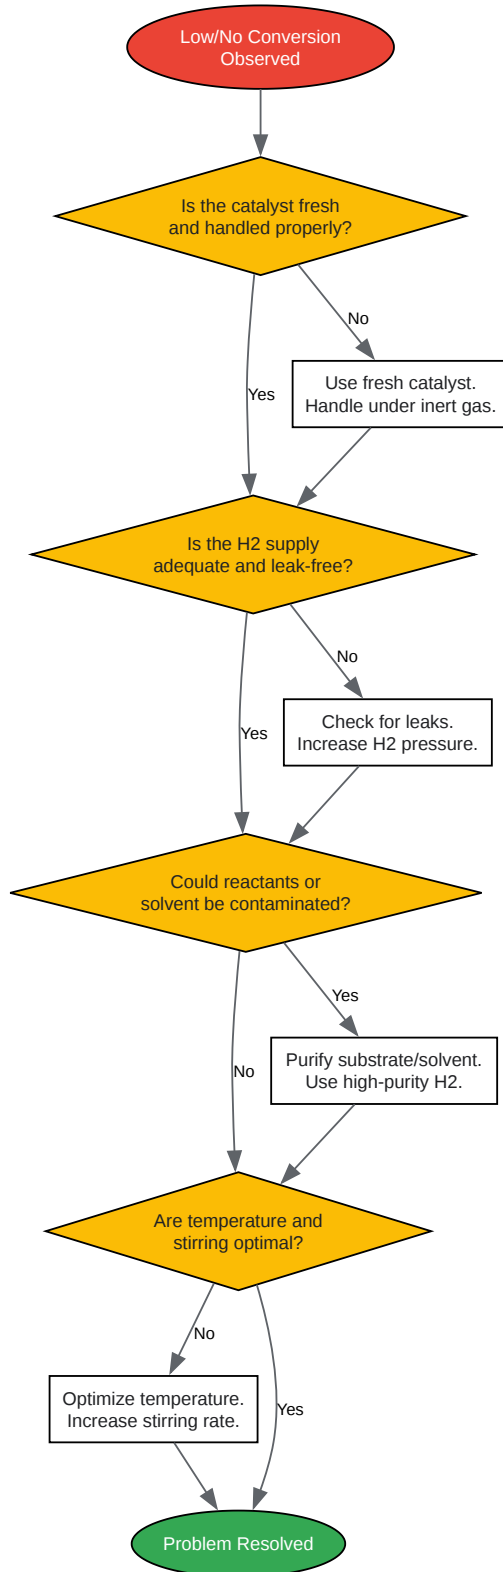 Low/No Conversion
Observed
Is the catalyst fresh
and handled properly?
No
Use fresh catalyst.
Handle under inert gas.
Yes
Is the H2 supply
adequate and leak-free?
No
Check for leaks.
Increase H2 pressure.
Yes
Could reactants or
solvent be contaminated?
Yes
Purify substrate/solvent.
Use high-purity H2.
No
Are temperature and
stirring optimal?
No
Optimize temperature.
Increase stirring rate.
Yes
Problem Resolved